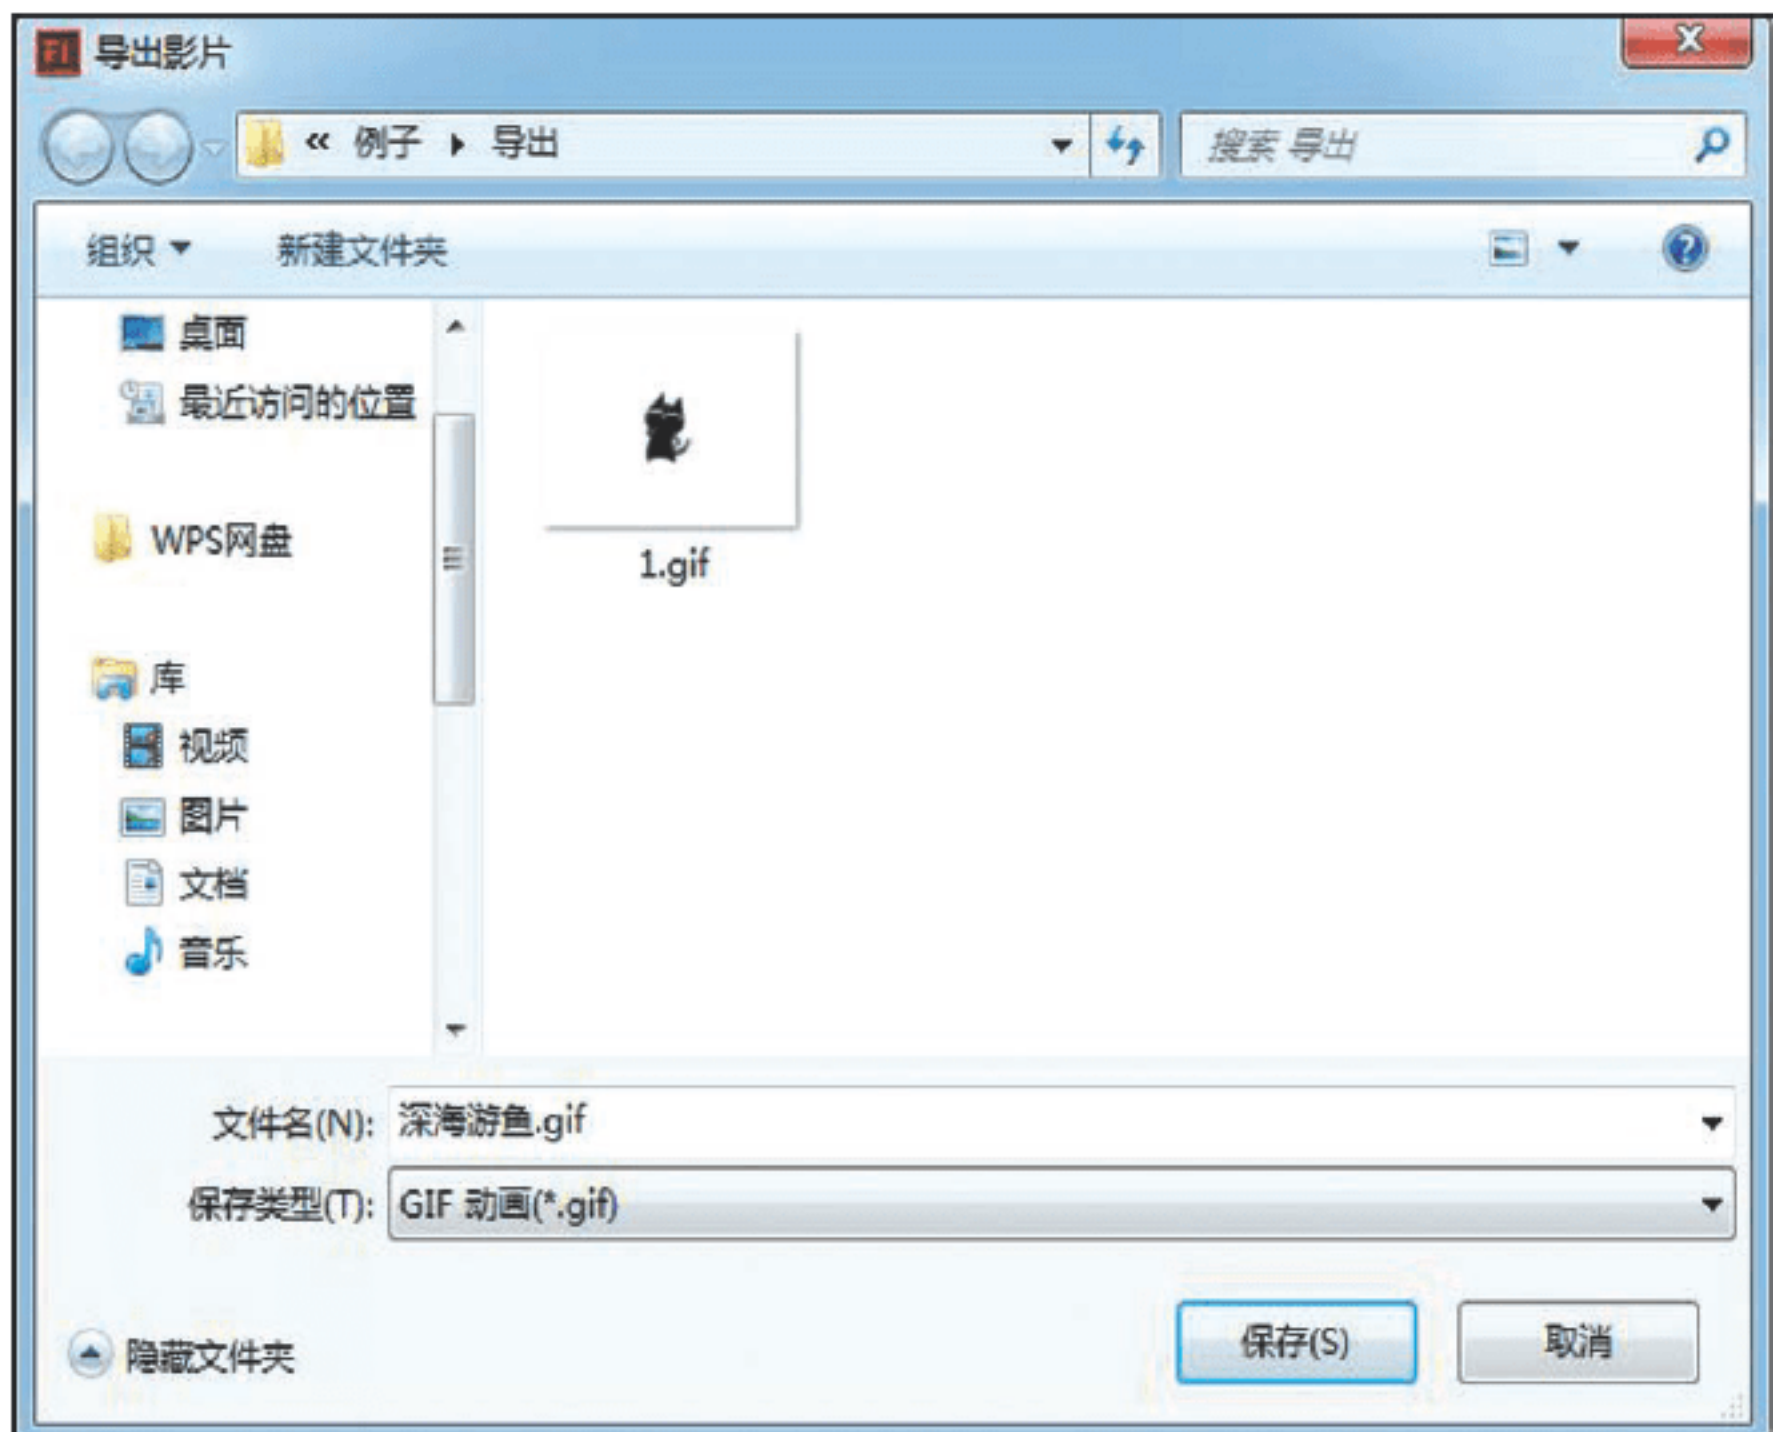 Fl 导出影片
« 例子 ▸ 导出
搜索 导出
组织 新建文件夹
桌面
最近访问的位置
WPS网盘
库
视频
图片
文档
音乐
1.gif
文件名(N): 深海游鱼.gif
保存类型(T): GIF 动画(*.gif)
隐藏文件夹
保存(S)
取消